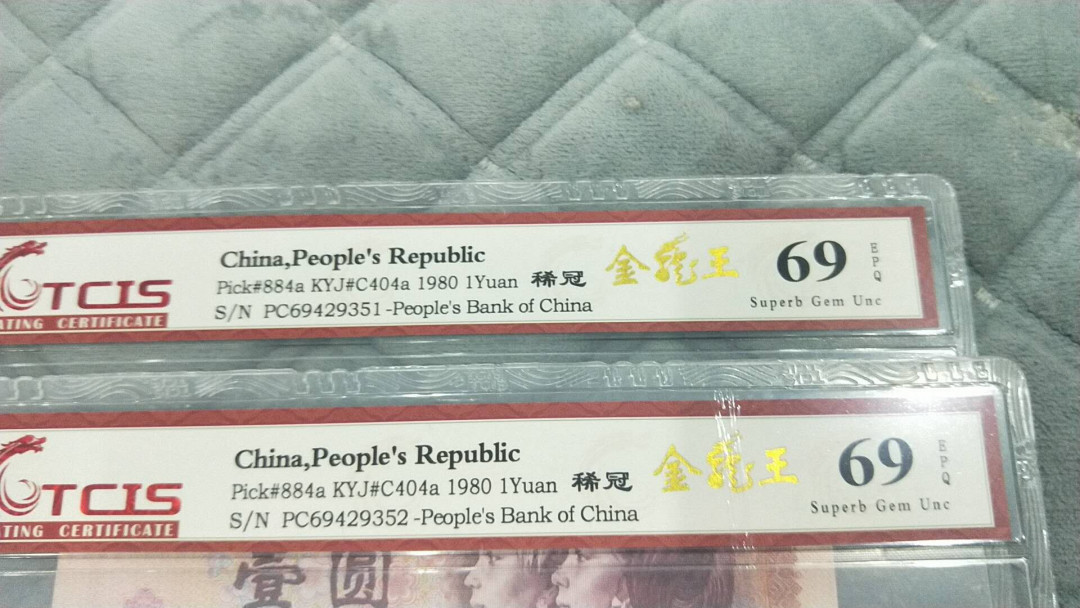 China,People's Republic
Pick#884a KYJ#C404a 1980 1Yuan 稀冠
S/N PC69429351-People's Bank of China
金龙王
69
EPQ
Superb Gem Unc
TCIS
ATING CERTIFICATE
China,People's Republic
Pick#884a KYJ#C404a 1980 1Yuan 稀冠
S/N PC69429352-People's Bank of China
金龙王
69
EPQ
Superb Gem Unc
TCIS
TING CERTIFICATE
壹圆